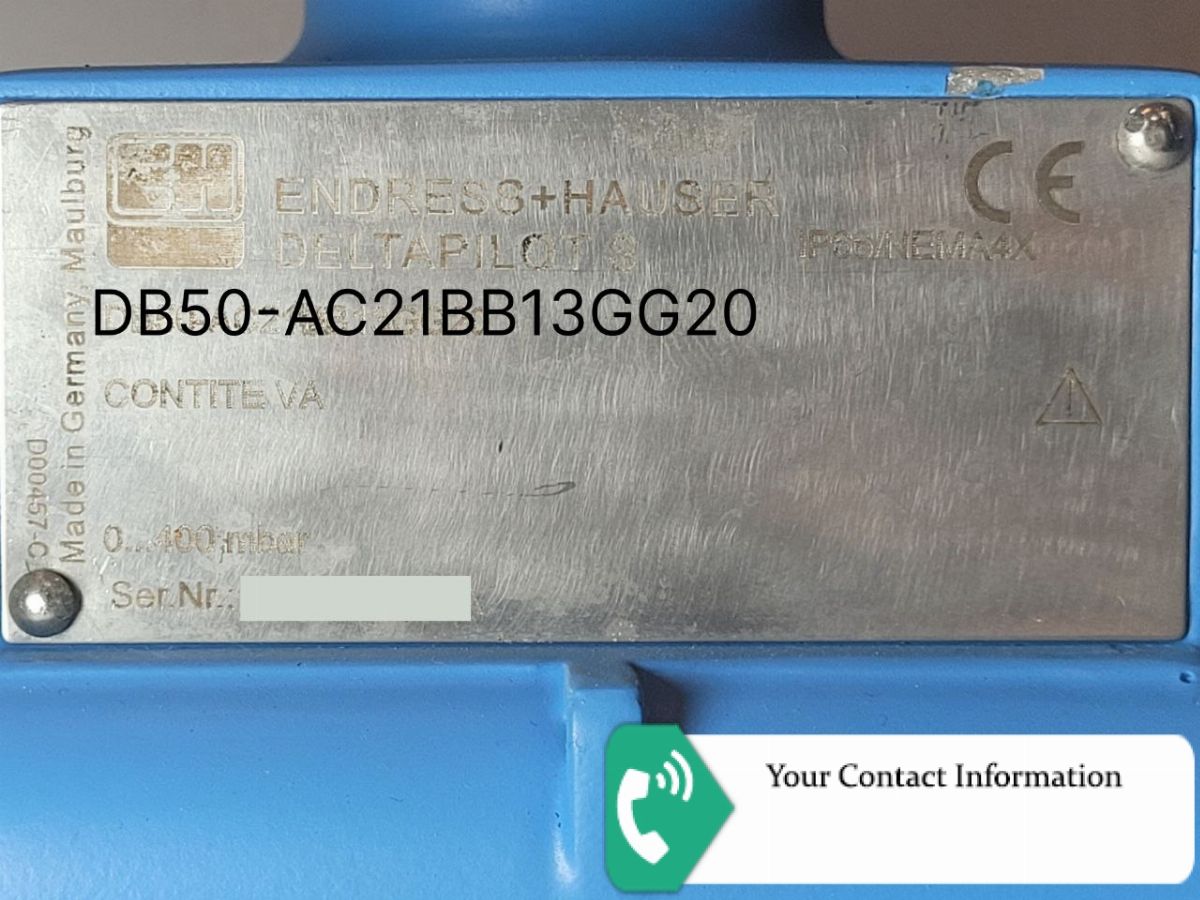 ENDRESS+HAUSER
DELTAPILOT S
IP66/NEMA4X
DB50-AC21BB13GG20
CONTITE VA
0...400 mbar
Ser.Nr.:
Made in Germany, Maulburg
D00457-C
Your Contact Information